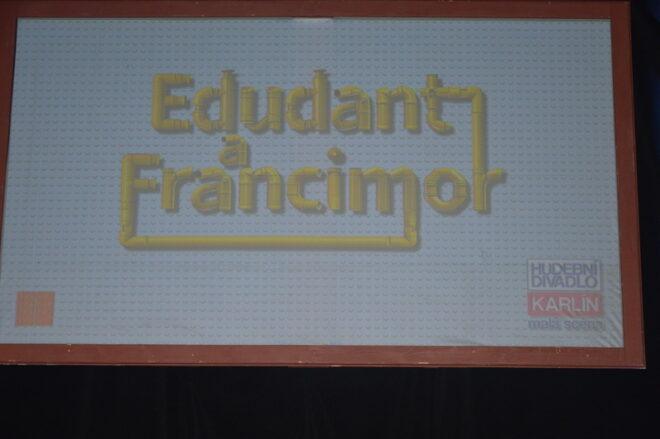 Edudant
a
Francimor
HUDEBNÍ
DIVADLO
KARLÍN
malá scéna